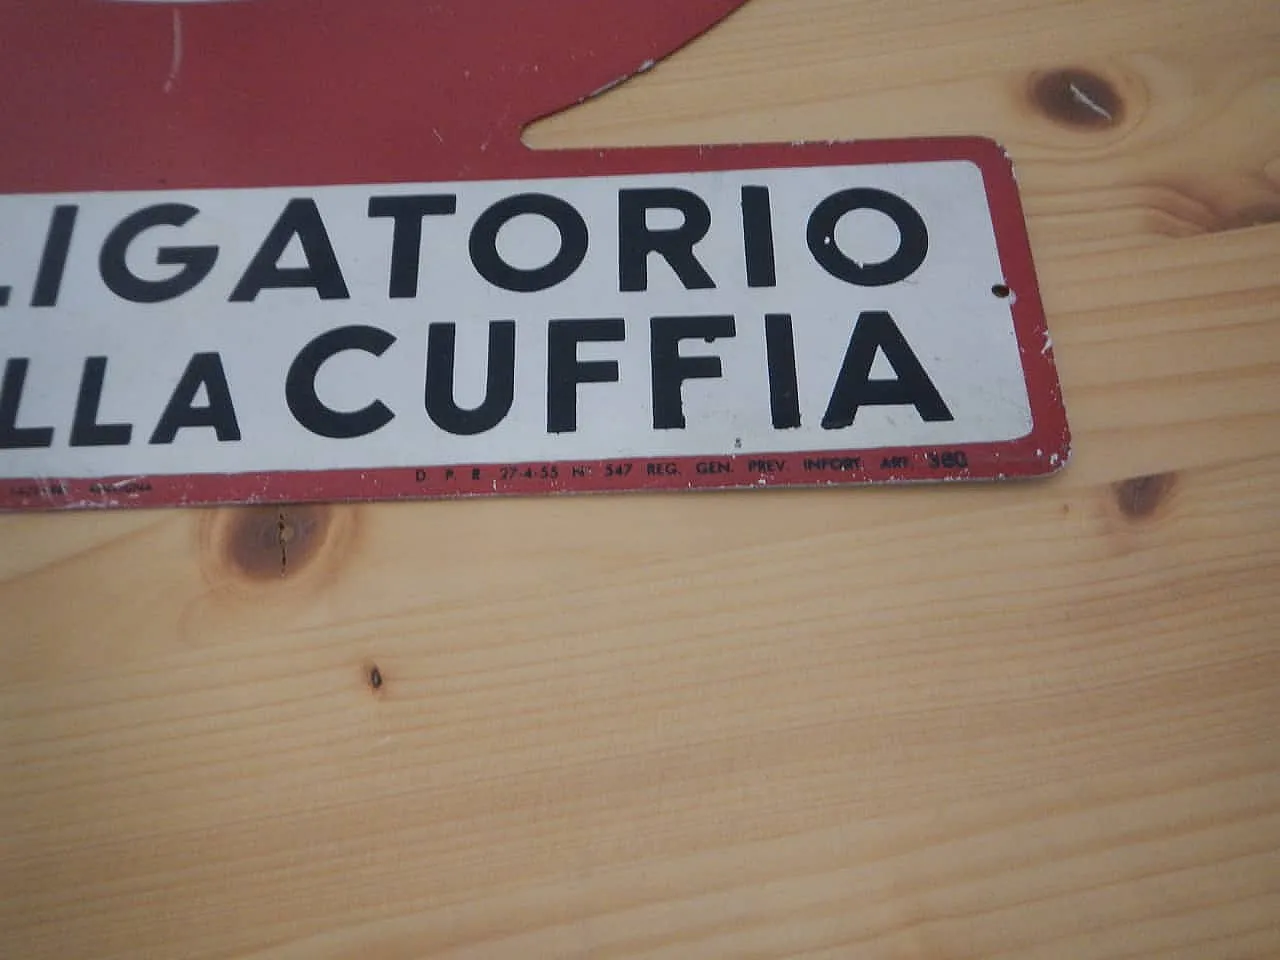 LIGATORIO
LLA CUFFIA
D P R 27-4-55 N° 547 REG. GEN. PREV INFORT. ART. 380